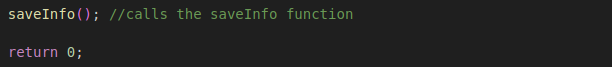 saveInfo(); //calls the saveInfo function
return 0;